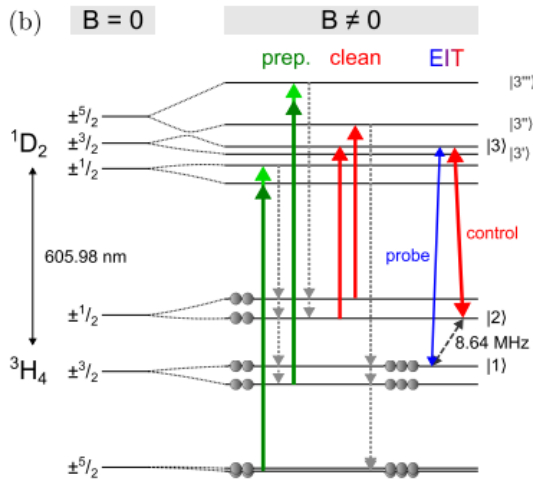 (b)
B = 0
B ≠ 0
prep.
clean
EIT
|3'''⟩
±⁵/₂
|3''⟩
¹D₂
±³/₂
|3⟩
|3'⟩
±¹/₂
605.98 nm
probe
control
±¹/₂
|2⟩
8.64 MHz
³H₄
±³/₂
|1⟩
±⁵/₂